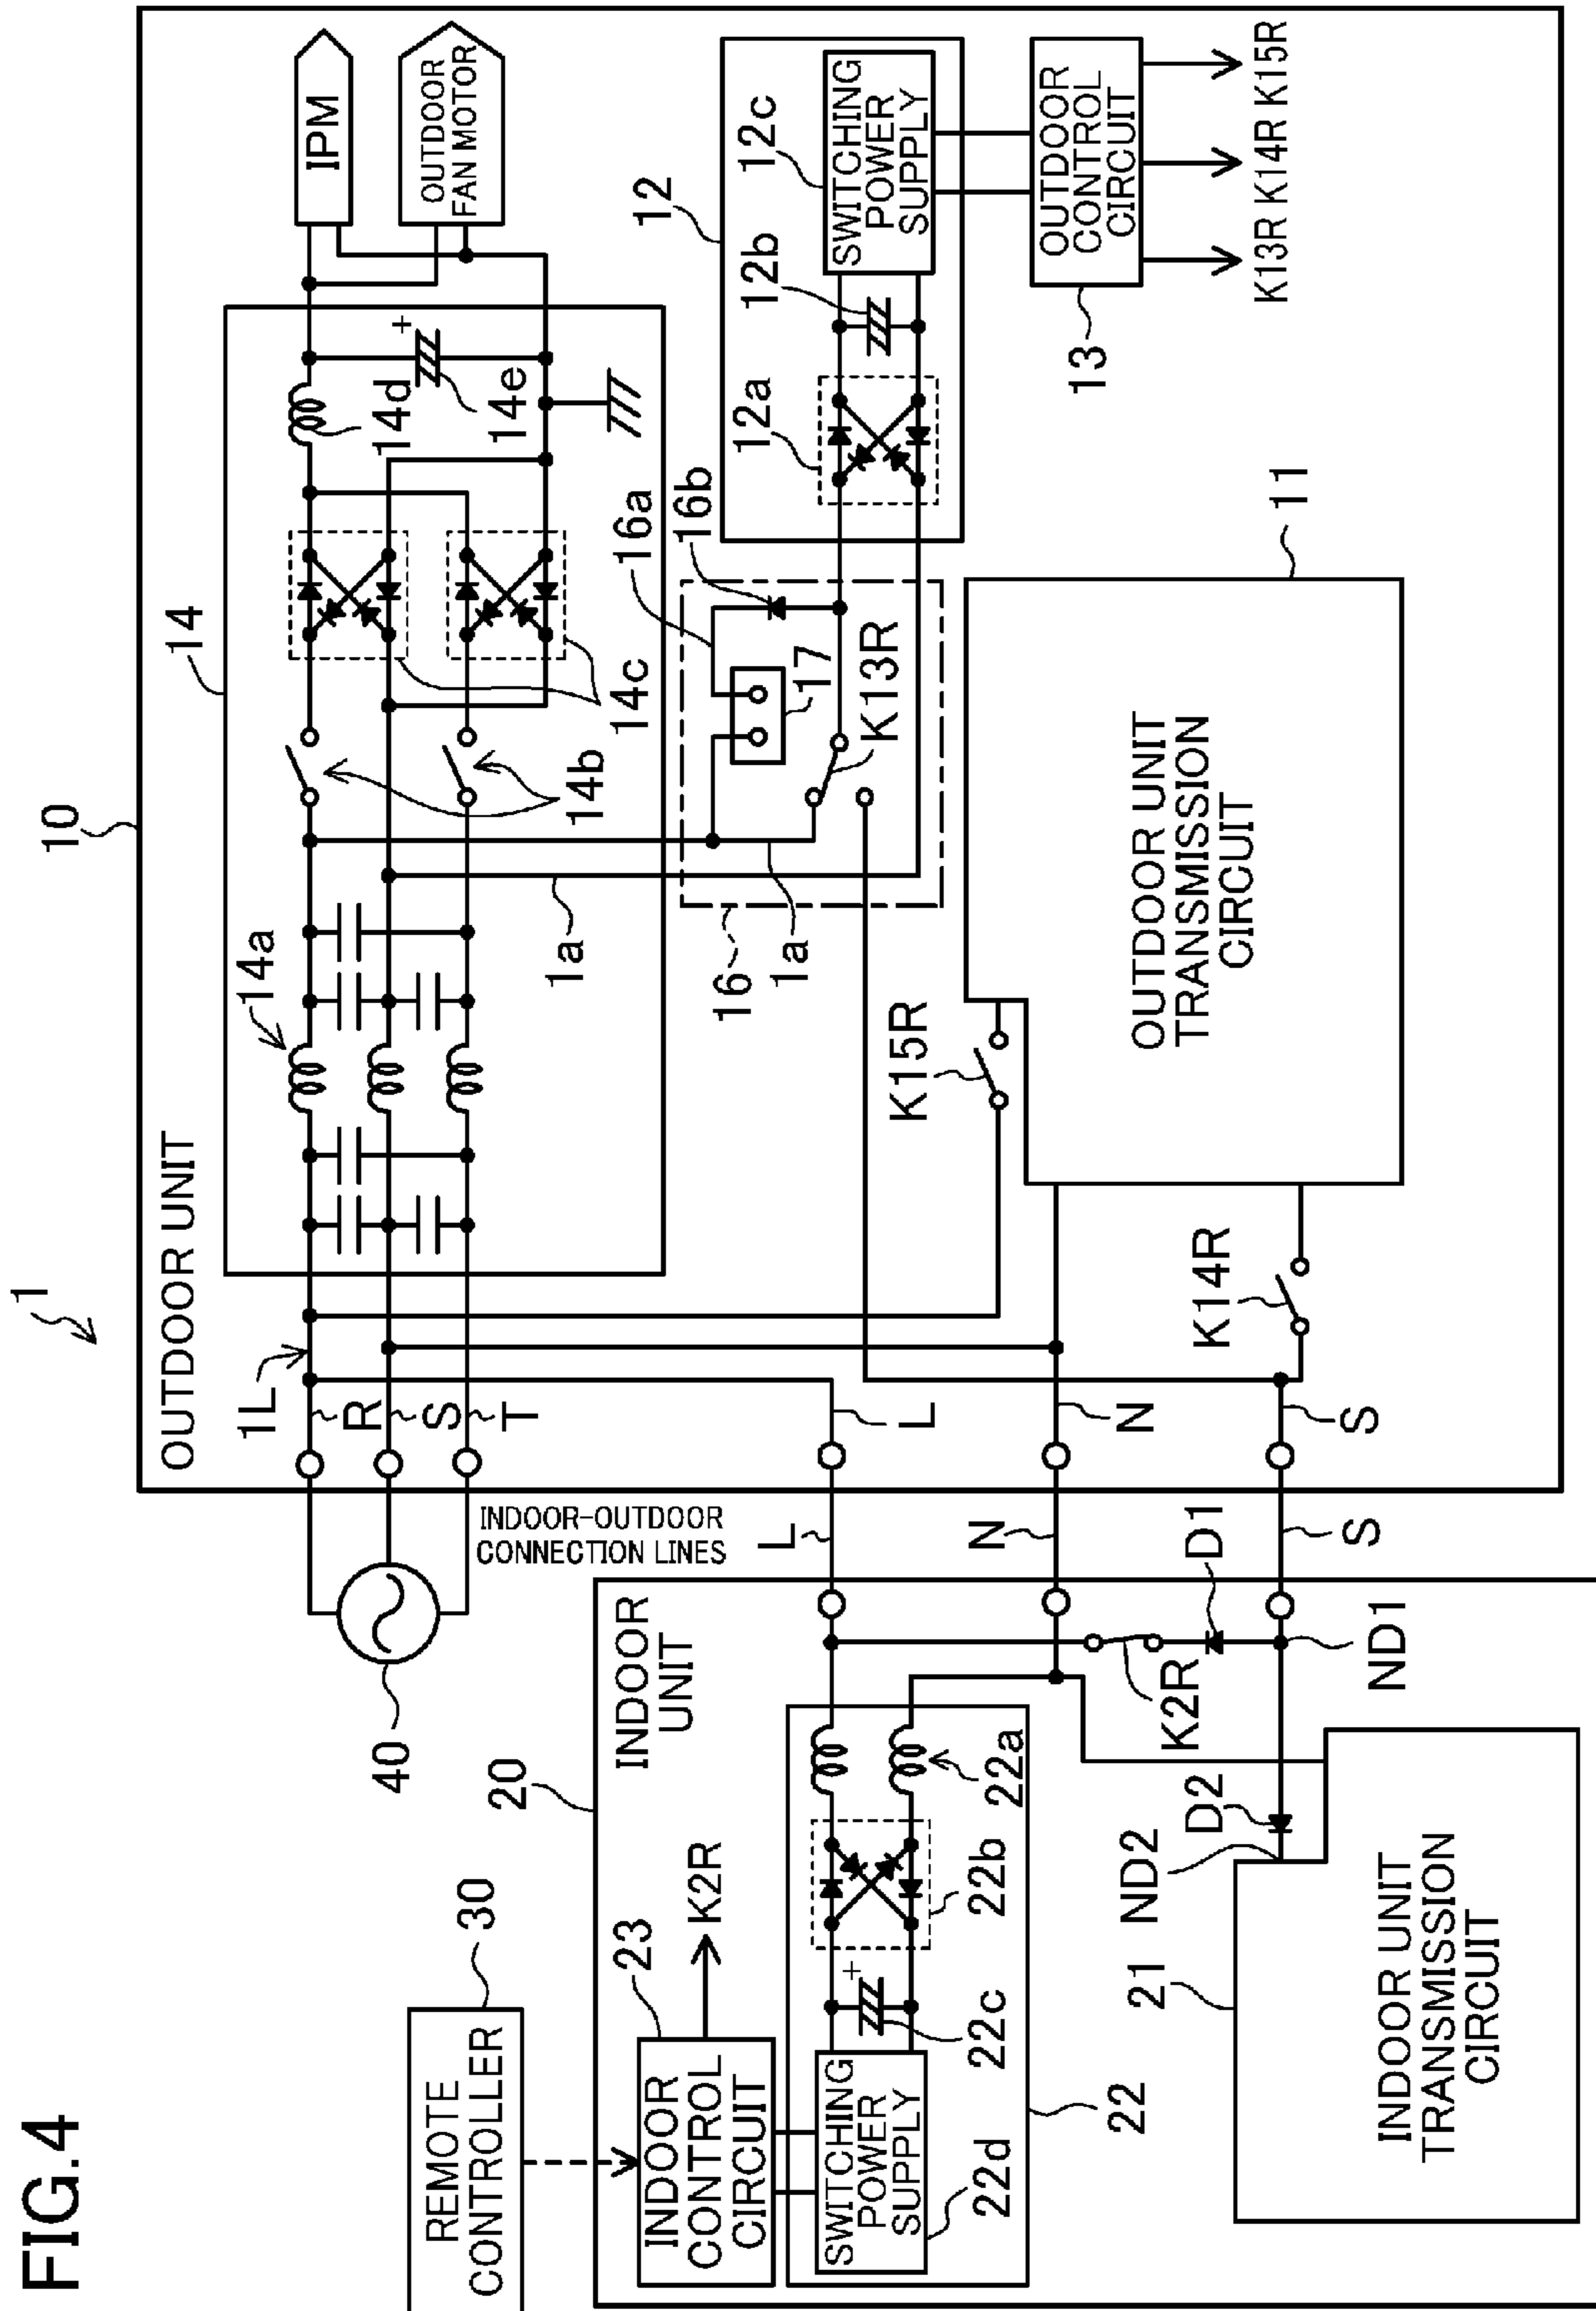 FIG.4
1
10
OUTDOOR UNIT
14
14a
14b
14c
14d
14e
IPM
OUTDOOR
FAN MOTOR
1L
R
S
T
40
1a
1a
16
16a
16b
17
K13R
12
12a
12b
12c
SWITCHING
POWER
SUPPLY
OUTDOOR
CONTROL
CIRCUIT
13
K13R
K14R
K15R
11
OUTDOOR UNIT
TRANSMISSION
CIRCUIT
K15R
K14R
L
N
S
INDOOR-OUTDOOR
CONNECTION LINES
L
N
S
D1
ND1
K2R
20
INDOOR
UNIT
30
REMOTE
CONTROLLER
23
INDOOR
CONTROL
CIRCUIT
K2R
SWITCHING
POWER
SUPPLY
22
22a
22b
22c
22d
+
+
D2
ND2
21
INDOOR UNIT
TRANSMISSION
CIRCUIT